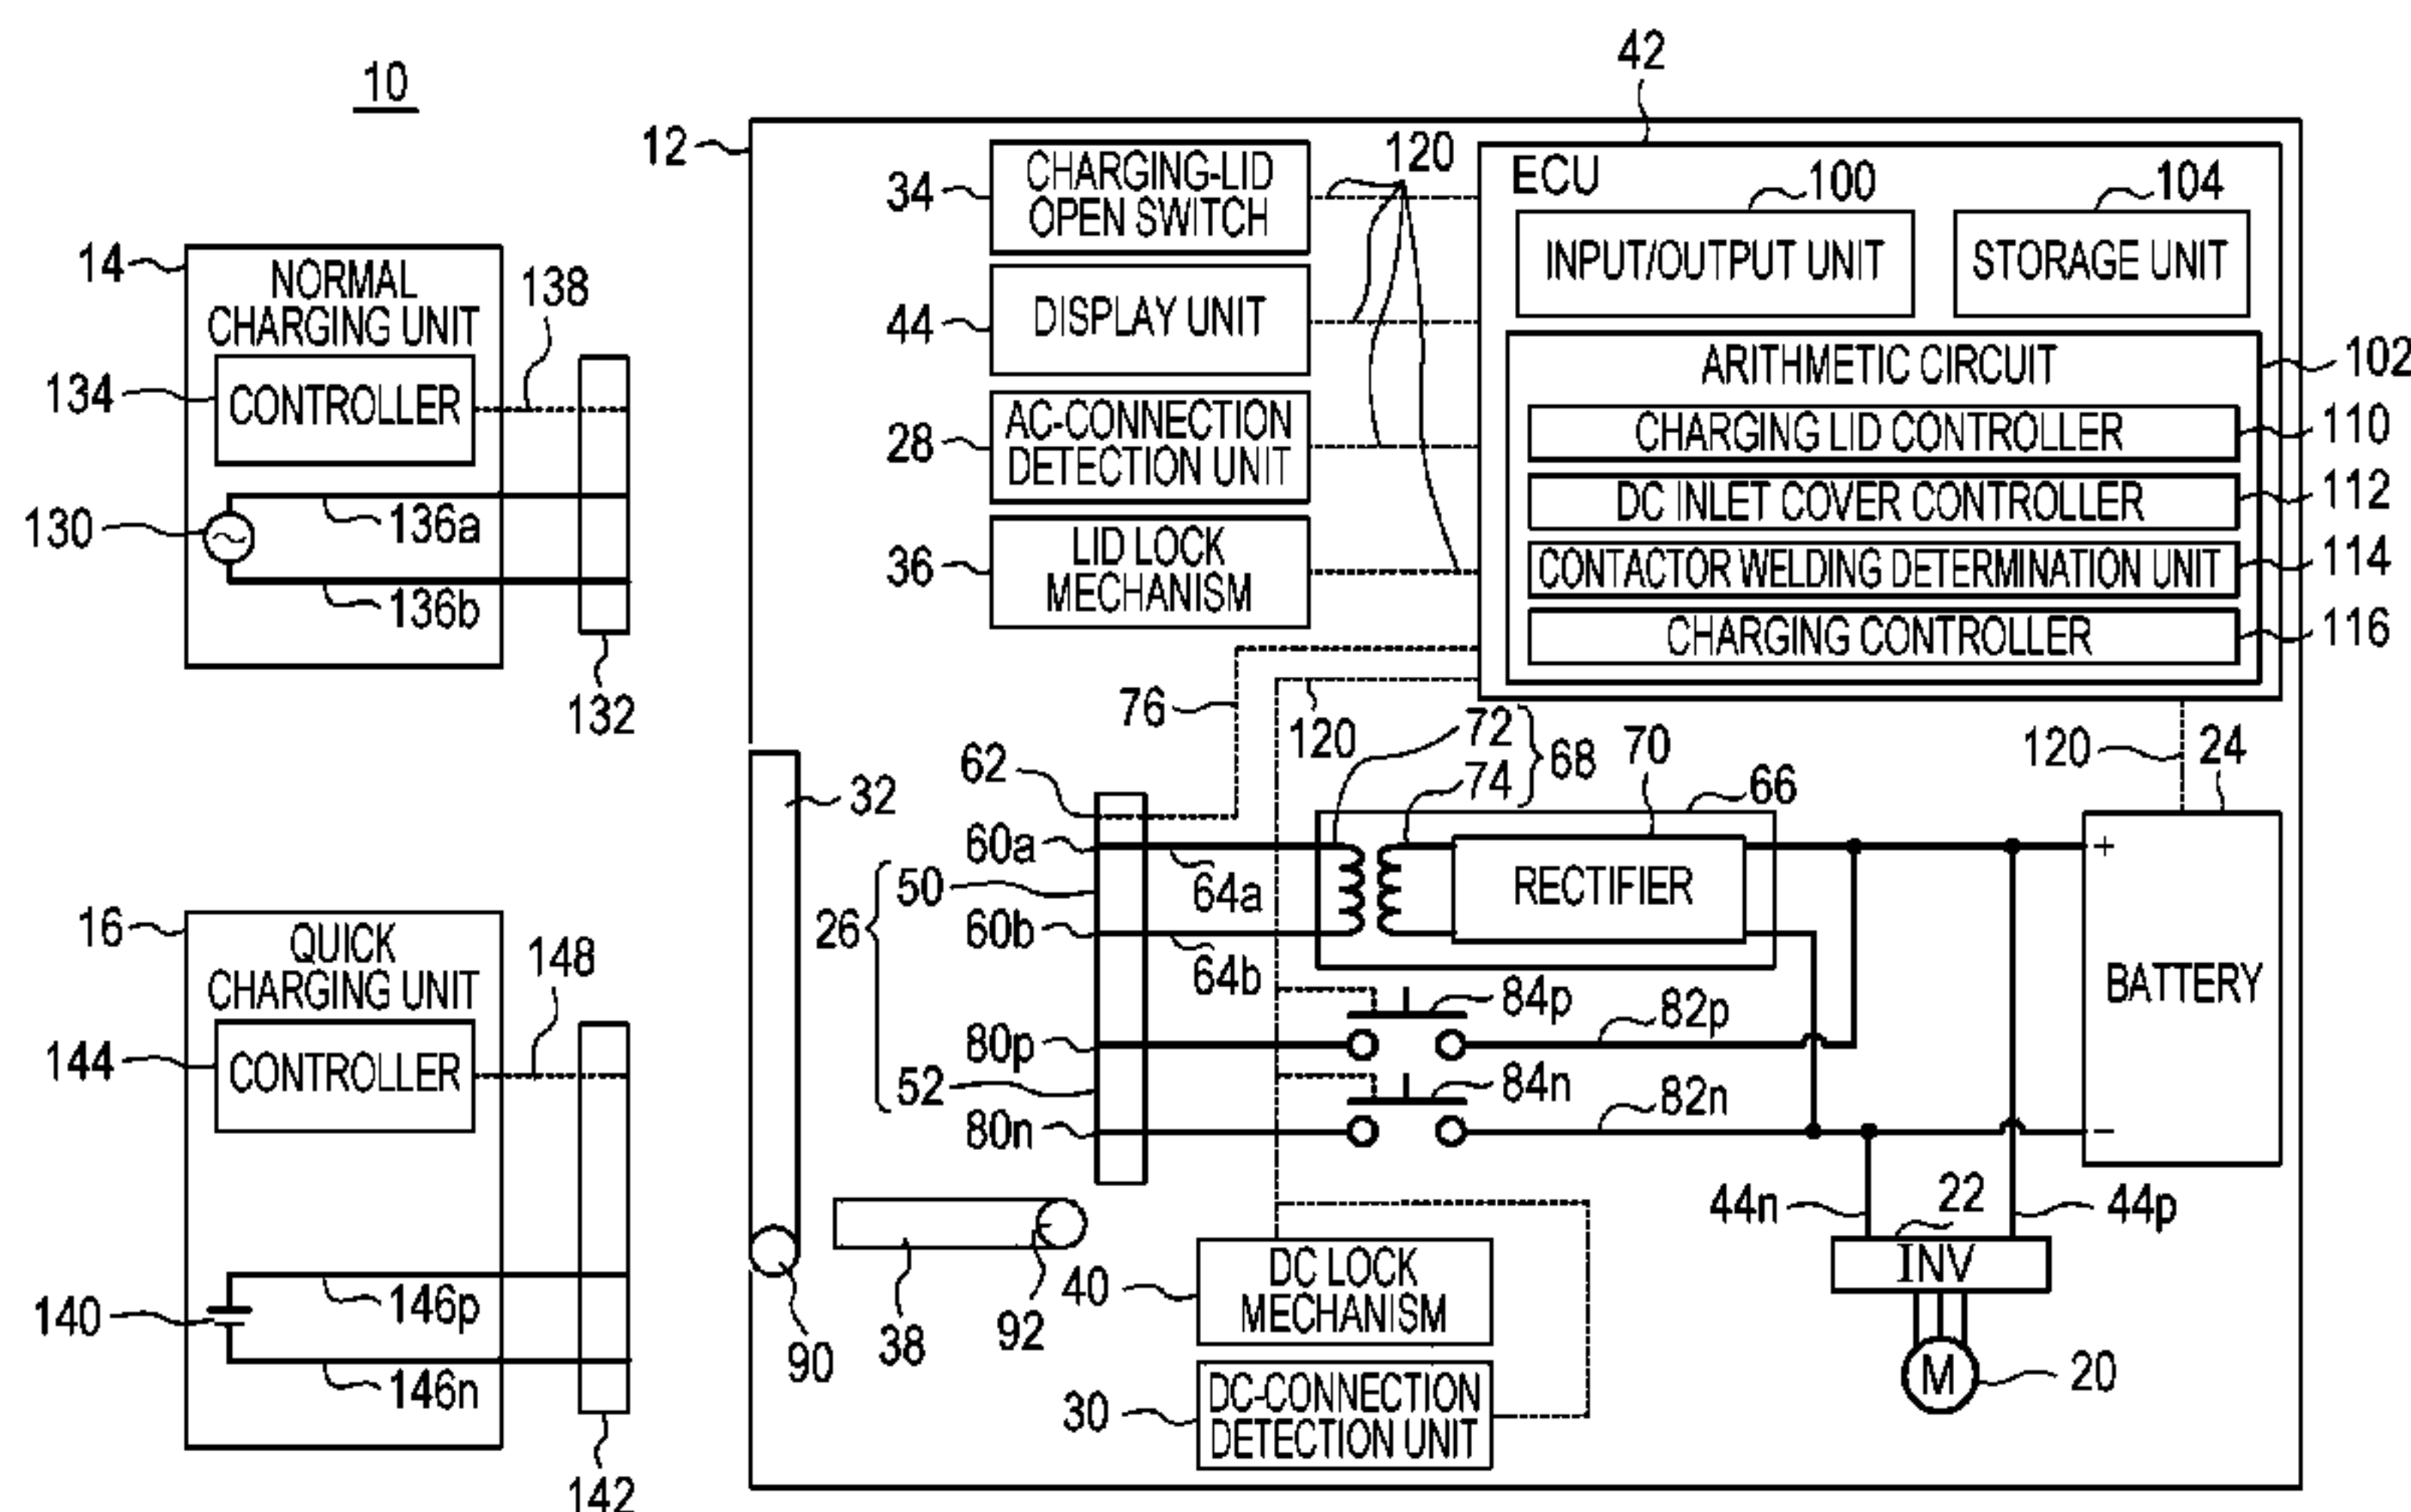 10
42
12
34
CHARGING-LID
OPEN SWITCH
120
ECU
100
104
INPUT/OUTPUT UNIT
STORAGE UNIT
44
DISPLAY UNIT
ARITHMETIC CIRCUIT
102
28
AC-CONNECTION
DETECTION UNIT
CHARGING LID CONTROLLER
110
DC INLET COVER CONTROLLER
112
36
LID LOCK
MECHANISM
CONTACTOR WELDING DETERMINATION UNIT
114
CHARGING CONTROLLER
116
14
NORMAL
CHARGING UNIT
138
134
CONTROLLER
130
~
136a
136b
132
76
120
72
74
68
70
66
120
24
62
32
60a
50
64a
26
60b
64b
RECTIFIER
+
BATTERY
−
84p
82p
80p
52
84n
82n
80n
16
QUICK
CHARGING UNIT
148
144
CONTROLLER
140
146p
146n
142
90
38
92
40
DC LOCK
MECHANISM
30
DC-CONNECTION
DETECTION UNIT
44n
22
44p
INV
M
20